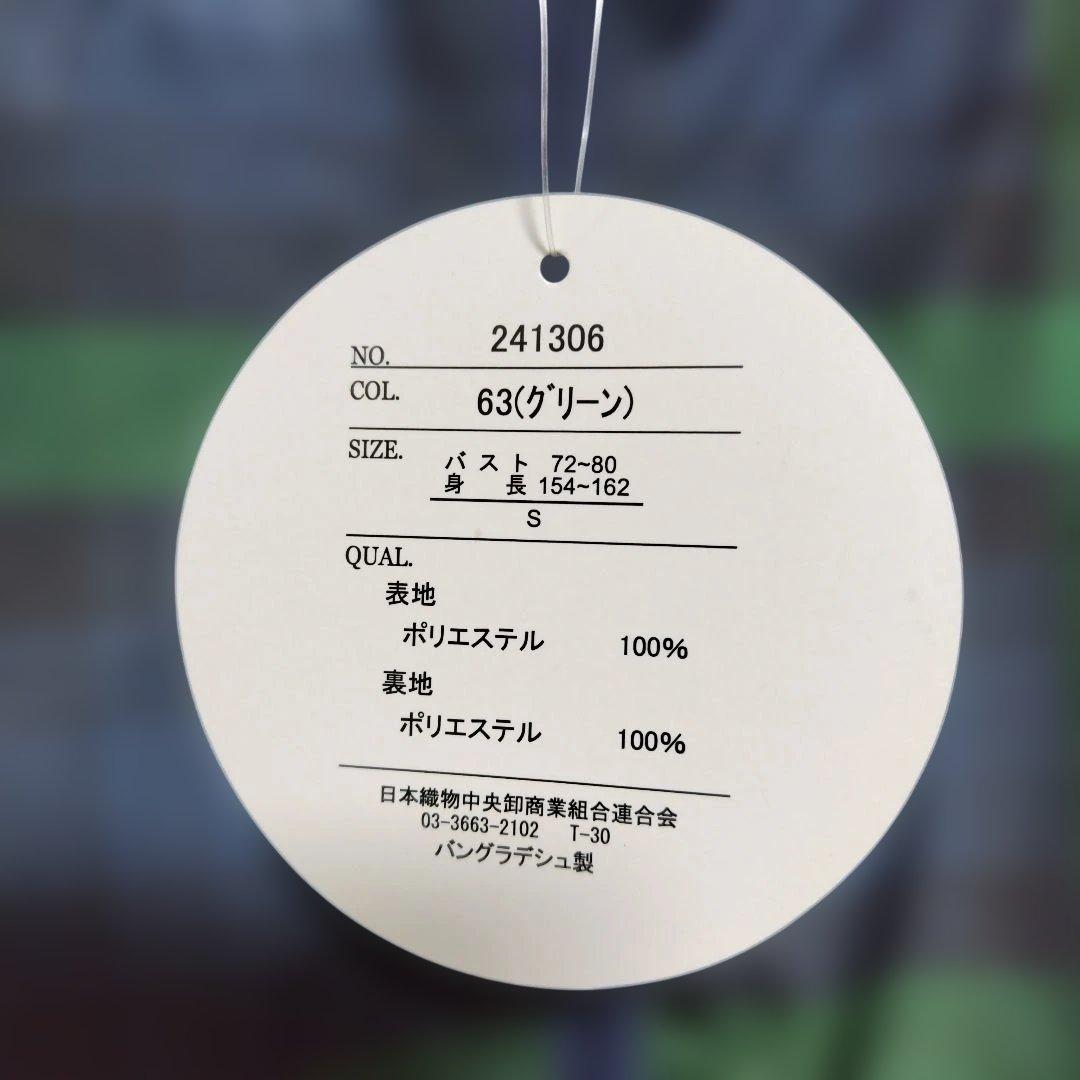 NO. 241306
COL. 63(グリーン)
SIZE. バスト 72~80
身長 154~162
S
QUAL.
表地
ポリエステル 100%
裏地
ポリエステル 100%
日本織物中央卸商業組合連合会
03-3663-2102 T-30
バングラデシュ製